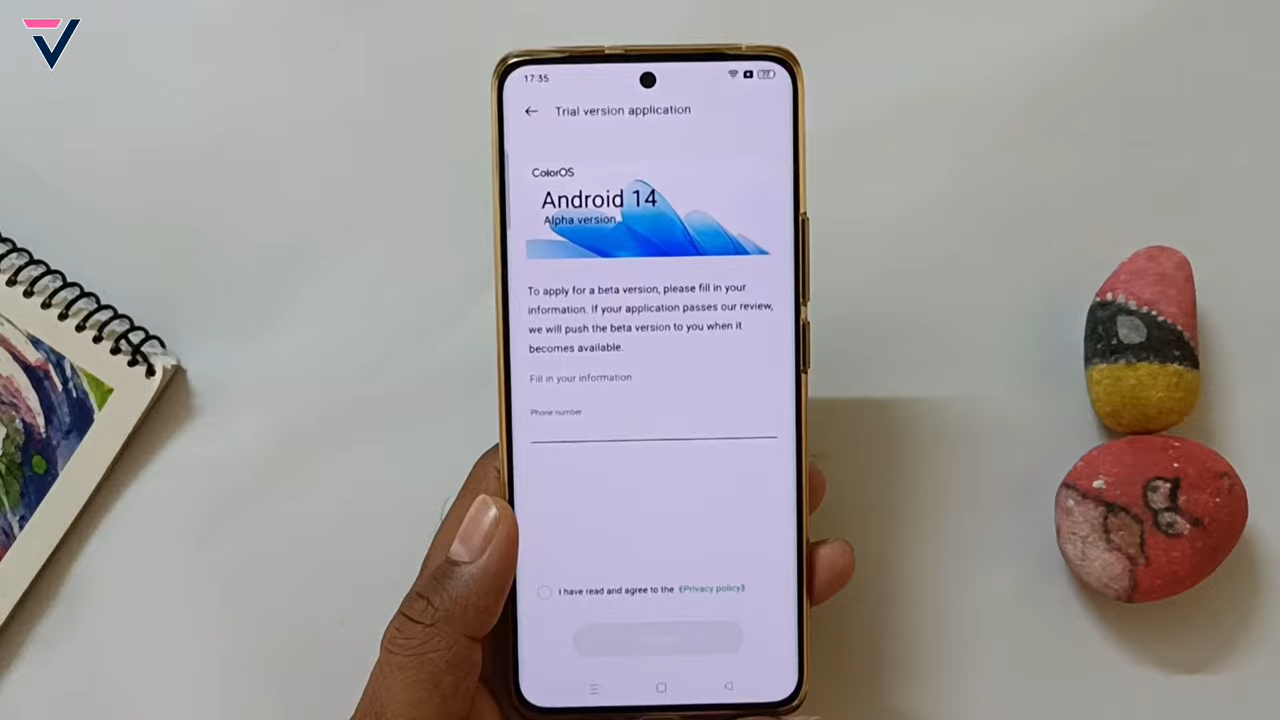 17:35
77
Trial version application
ColorOS
Android 14
Alpha version
To apply for a beta version, please fill in your
information. If your application passes our review,
we will push the beta version to you when it
becomes available.
Fill in your information
Phone number
I have read and agree to the 《Privacy policy》